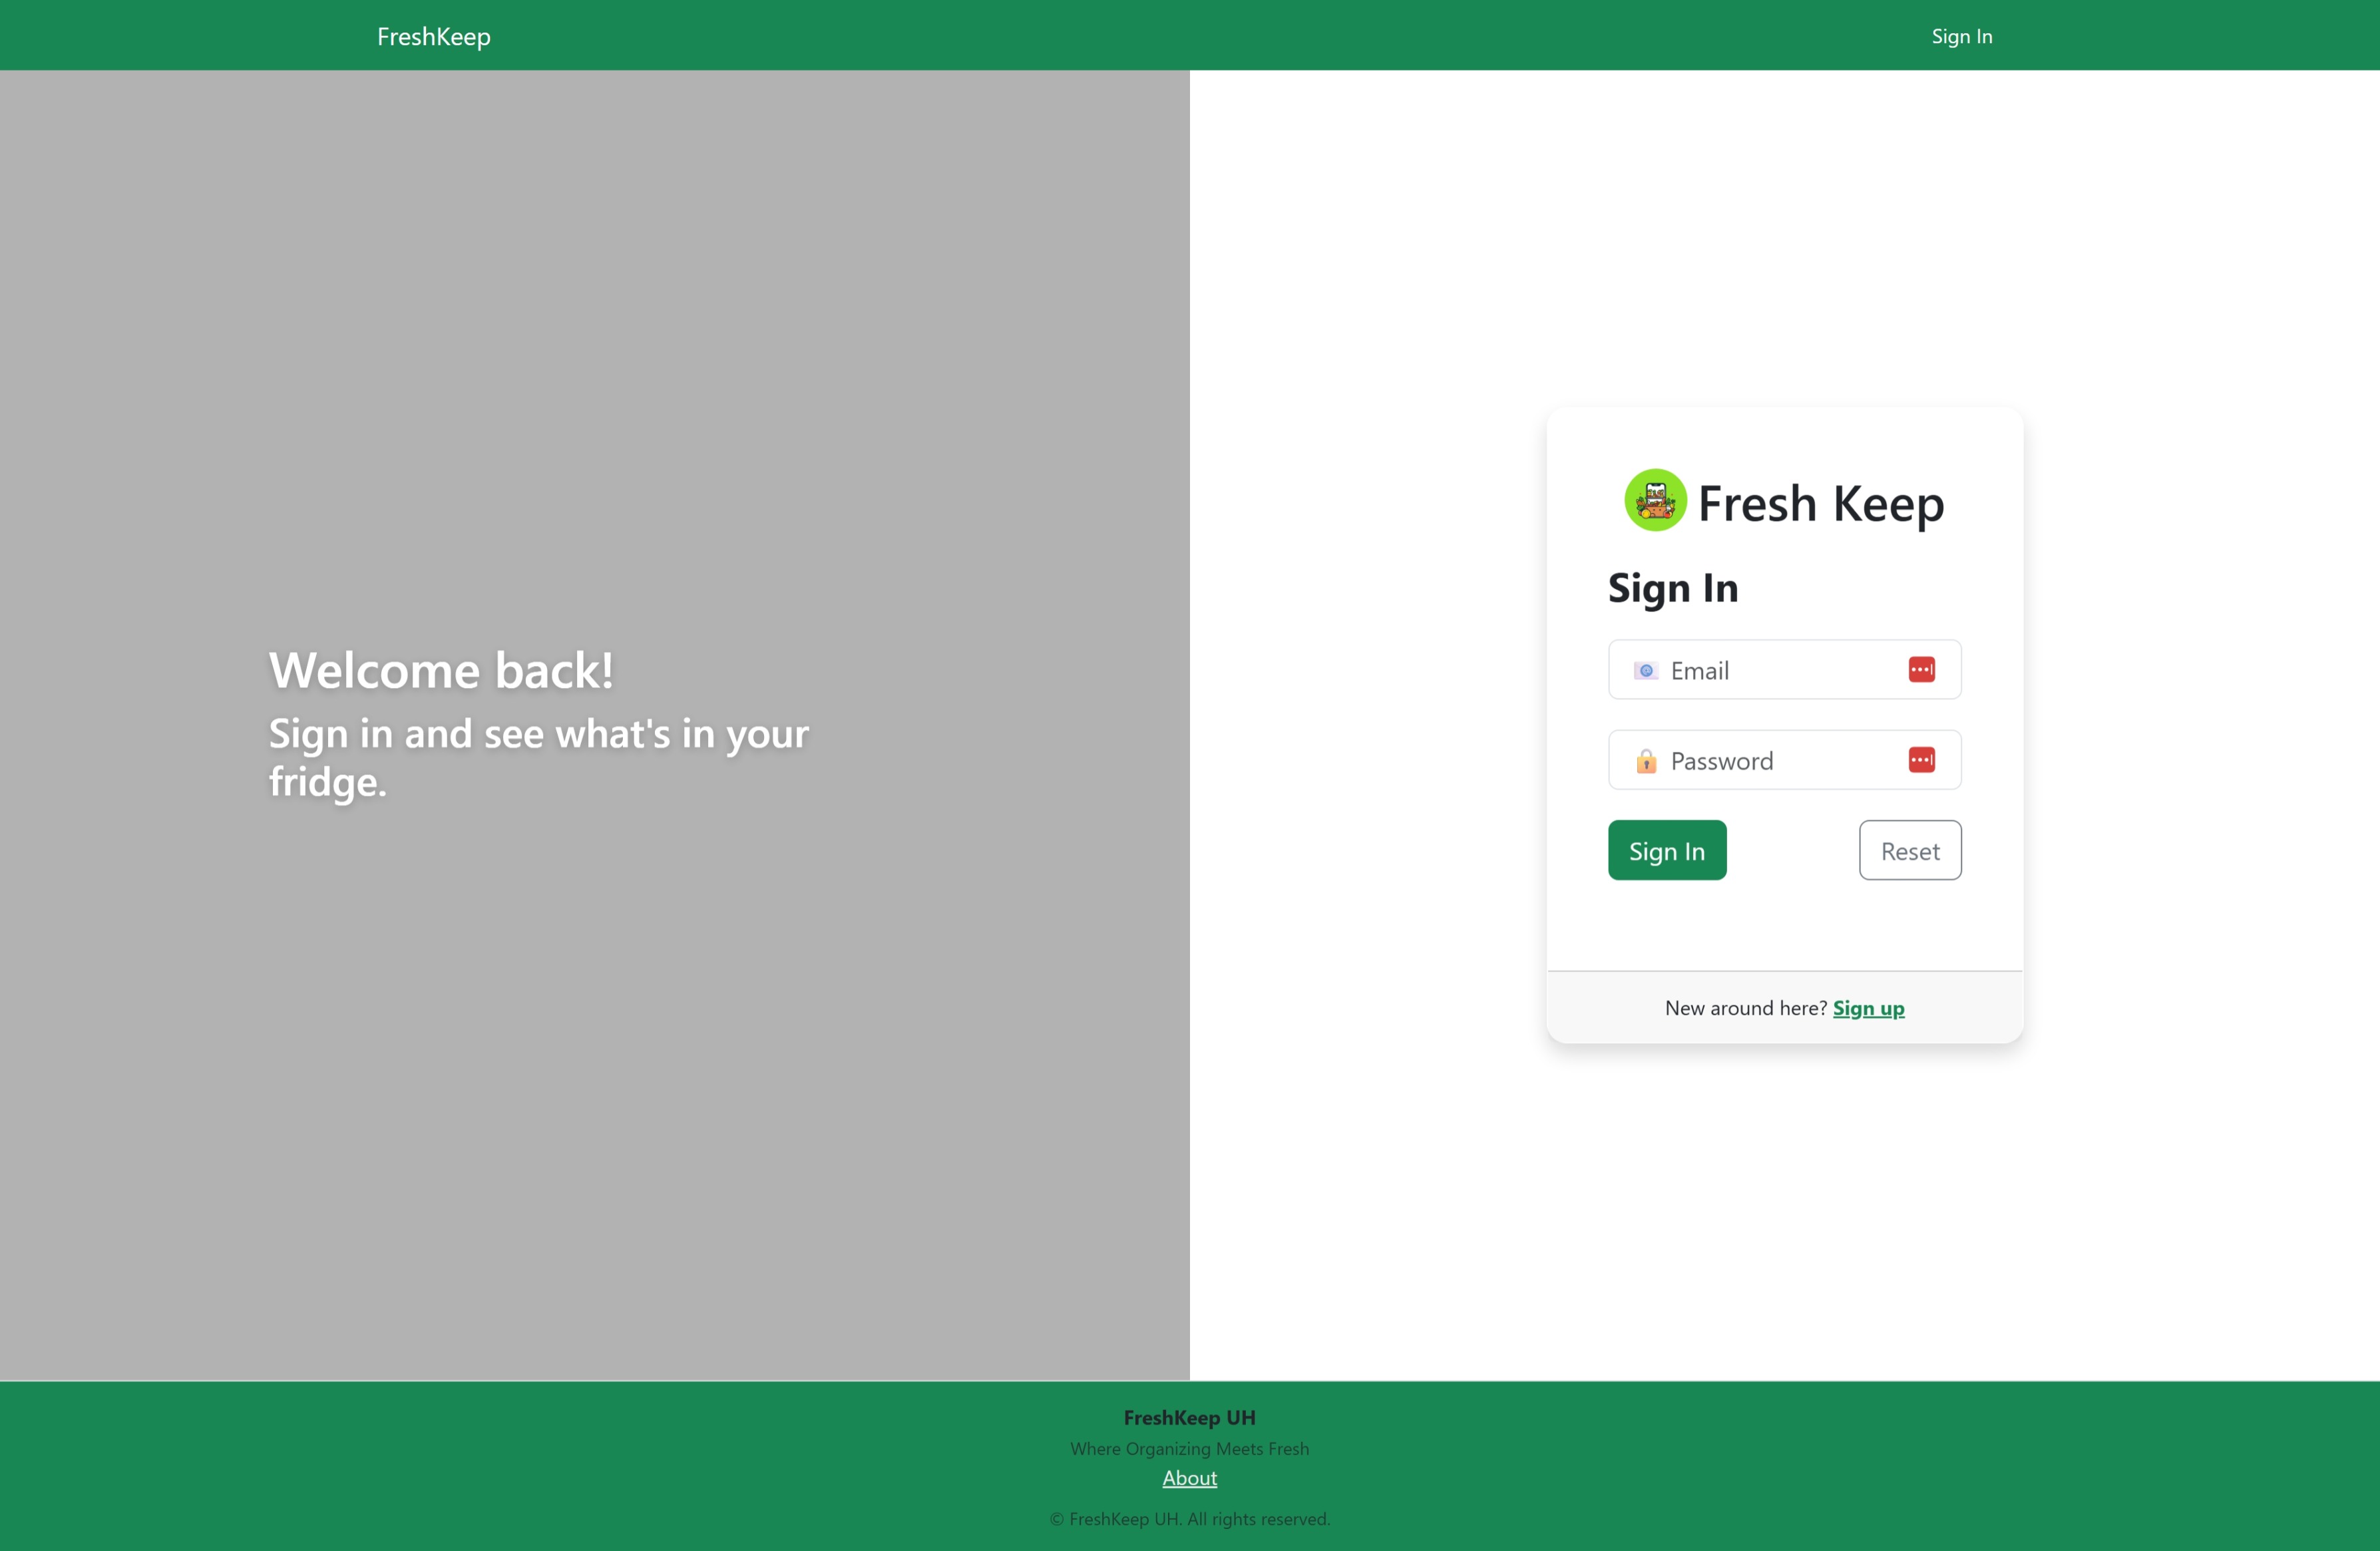 FreshKeep
Sign In
Welcome back!
Sign in and see what's in your
fridge.
Fresh Keep
Sign In
Email
Password
Sign In
Reset
New around here? Sign up
FreshKeep UH
Where Organizing Meets Fresh
About
© FreshKeep UH. All rights reserved.